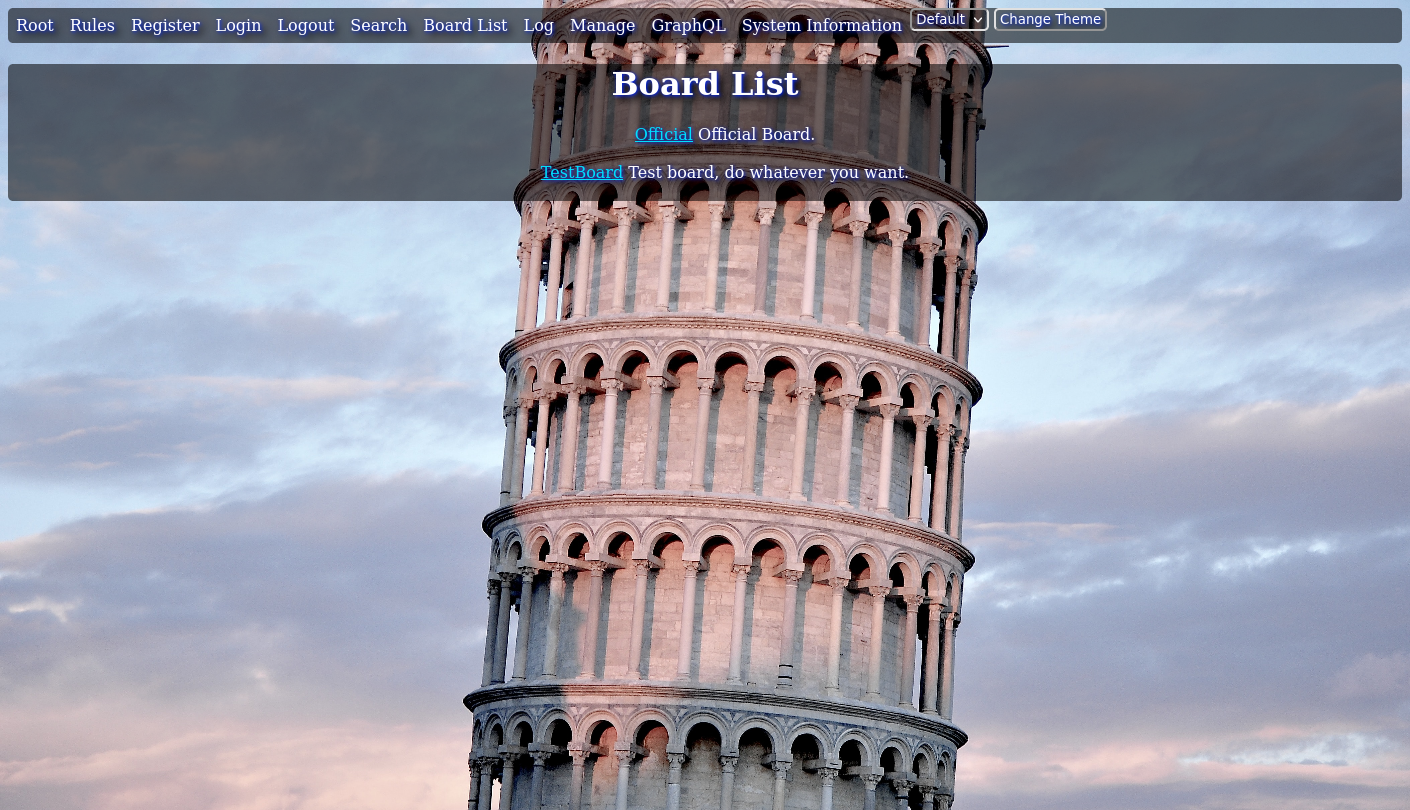 Root Rules Register Login Logout Search Board List Log Manage GraphQL System Information Default Change Theme
Board List
Official Official Board.
TestBoard Test board, do whatever you want.